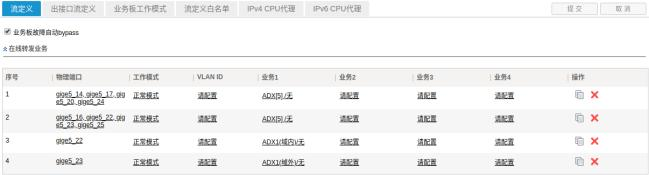 流定义 出接口流定义 业务板工作模式 流定义白名单 IPv4 CPU代理 IPv6 CPU代理 提 交 取 消
业务板故障自动bypass
在线转发业务
序号 物理端口 工作模式 VLAN ID 业务1 业务2 业务3 业务4 操作
1 gige5_14, gige5_17, gig 正常模式 请配置 ADX[5] /无 请配置 请配置 请配置
e5_20, gige5_24
2 gige5_16, gige5_22, gig 正常模式 请配置 ADX[5] /无 请配置 请配置 请配置
e5_23, gige5_25
3 gige5_22 正常模式 请配置 ADX1(域内)/无 请配置 请配置 请配置
4 gige5_23 正常模式 请配置 ADX1(域外)/无 请配置 请配置 请配置